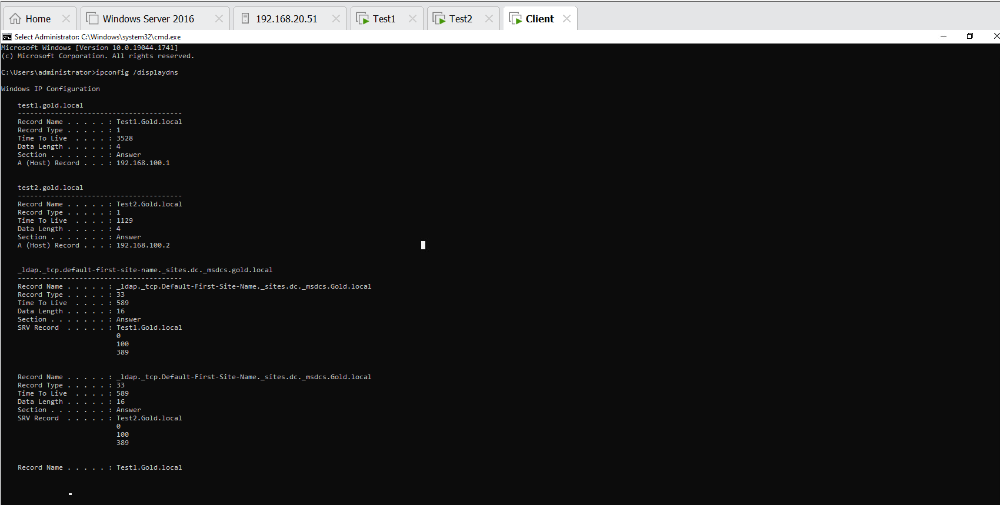 Home Windows Server 2016 192.168.20.51 Test1 Test2 Client
Select Administrator: C:\Windows\system32\cmd.exe
Microsoft Windows [Version 10.0.19044.1741]
(c) Microsoft Corporation. All rights reserved.
C:\Users\administrator>ipconfig /displaydns
Windows IP Configuration
test1.gold.local
----------------------------------------
Record Name . . . . . : Test1.Gold.local
Record Type . . . . . : 1
Time To Live  . . . . : 3528
Data Length . . . . . : 4
Section . . . . . . . : Answer
A (Host) Record . . . : 192.168.100.1
test2.gold.local
----------------------------------------
Record Name . . . . . : Test2.Gold.local
Record Type . . . . . : 1
Time To Live  . . . . : 1129
Data Length . . . . . : 4
Section . . . . . . . : Answer
A (Host) Record . . . : 192.168.100.2
_ldap._tcp.default-first-site-name._sites.dc._msdcs.gold.local
----------------------------------------
Record Name . . . . . : _ldap._tcp.Default-First-Site-Name._sites.dc._msdcs.Gold.local
Record Type . . . . . : 33
Time To Live  . . . . : 589
Data Length . . . . . : 16
Section . . . . . . . : Answer
SRV Record  . . . . . : Test1.Gold.local
0
100
389
Record Name . . . . . : _ldap._tcp.Default-First-Site-Name._sites.dc._msdcs.Gold.local
Record Type . . . . . : 33
Time To Live  . . . . : 589
Data Length . . . . . : 16
Section . . . . . . . : Answer
SRV Record  . . . . . : Test2.Gold.local
0
100
389
Record Name . . . . . : Test1.Gold.local